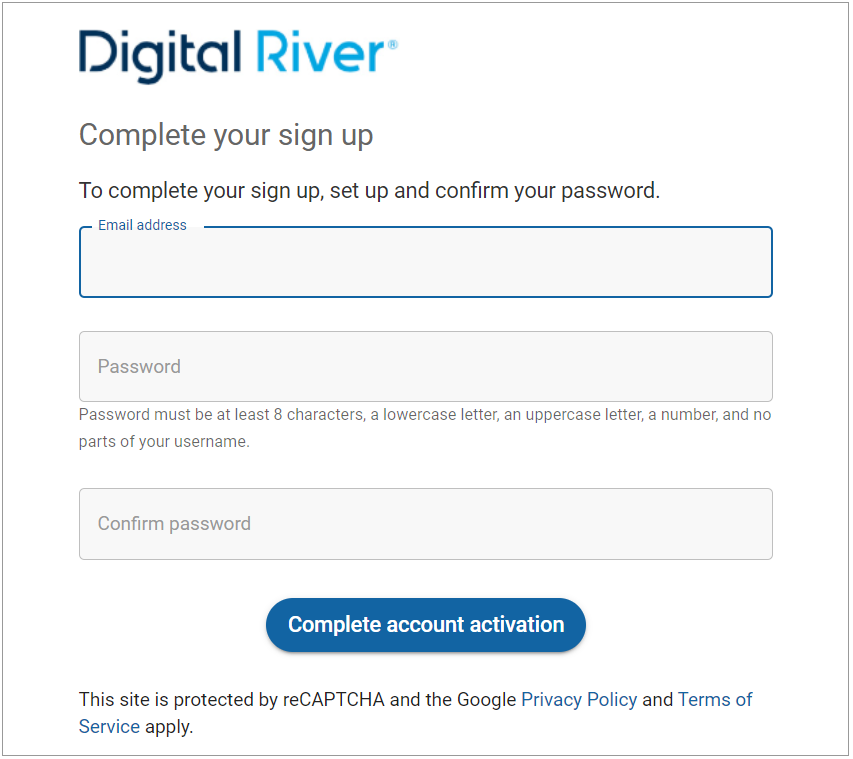 Digital River®
Complete your sign up
To complete your sign up, set up and confirm your password.
Email address
Password
Password must be at least 8 characters, a lowercase letter, an uppercase letter, a number, and no
parts of your username.
Confirm password
Complete account activation
This site is protected by reCAPTCHA and the Google Privacy Policy and Terms of
Service apply.